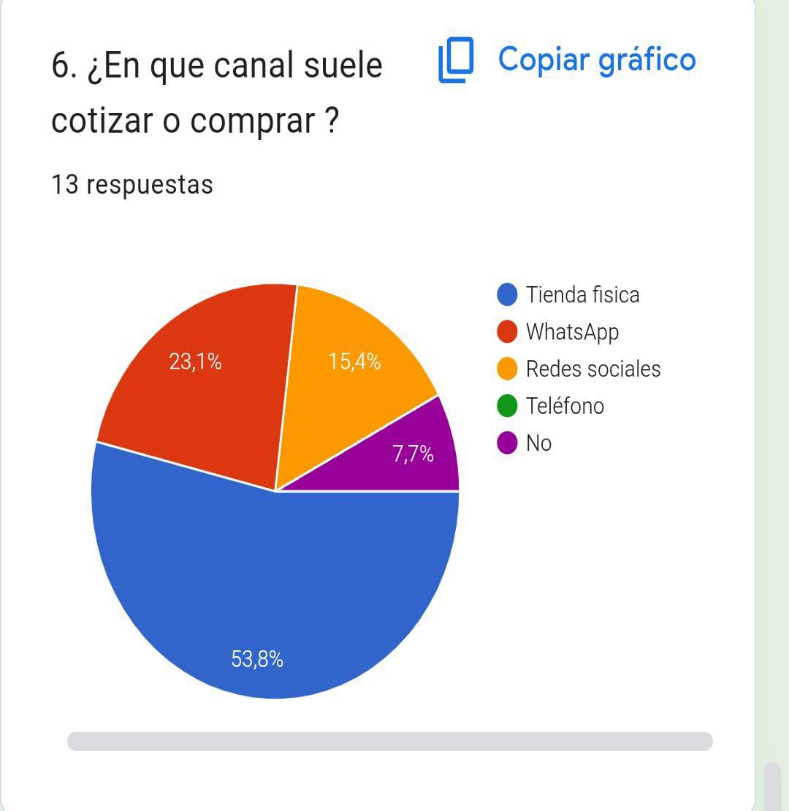 6. ¿En que canal suele
cotizar o comprar ?
Copiar gráfico
13 respuestas
23,1%
15,4%
7,7%
53,8%
Tienda fisica
WhatsApp
Redes sociales
Teléfono
No